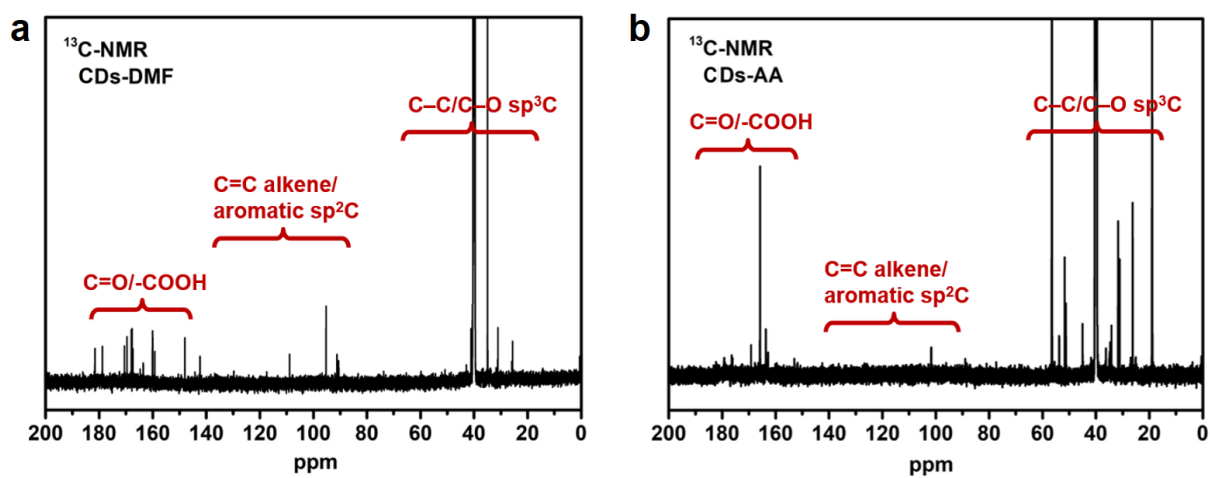 a
¹³C-NMR
CDs-DMF
C–C/C–O sp³C
C=C alkene/
aromatic sp²C
C=O/-COOH
200 180 160 140 120 100 80 60 40 20 0
ppm
b
¹³C-NMR
CDs-AA
C–C/C–O sp³C
C=O/-COOH
C=C alkene/
aromatic sp²C
200 180 160 140 120 100 80 60 40 20 0
ppm